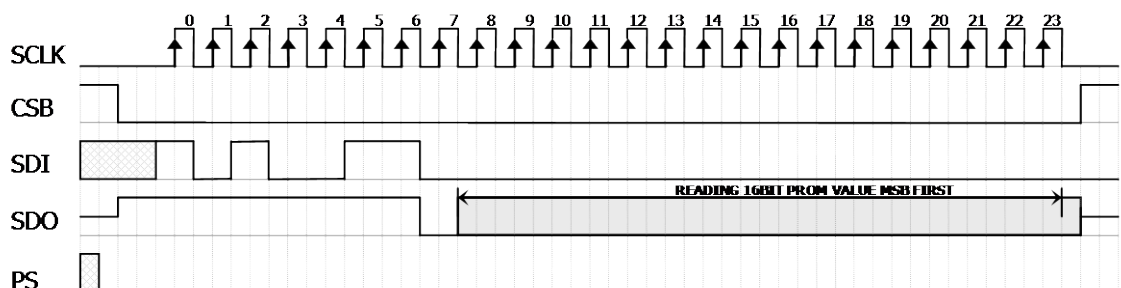 0 1 2 3 4 5 6 7 8 9 10 11 12 13 14 15 16 17 18 19 20 21 22 23
SCLK
CSB
SDI
READING 16BIT PROM VALUE MSB FIRST
SDO
PS